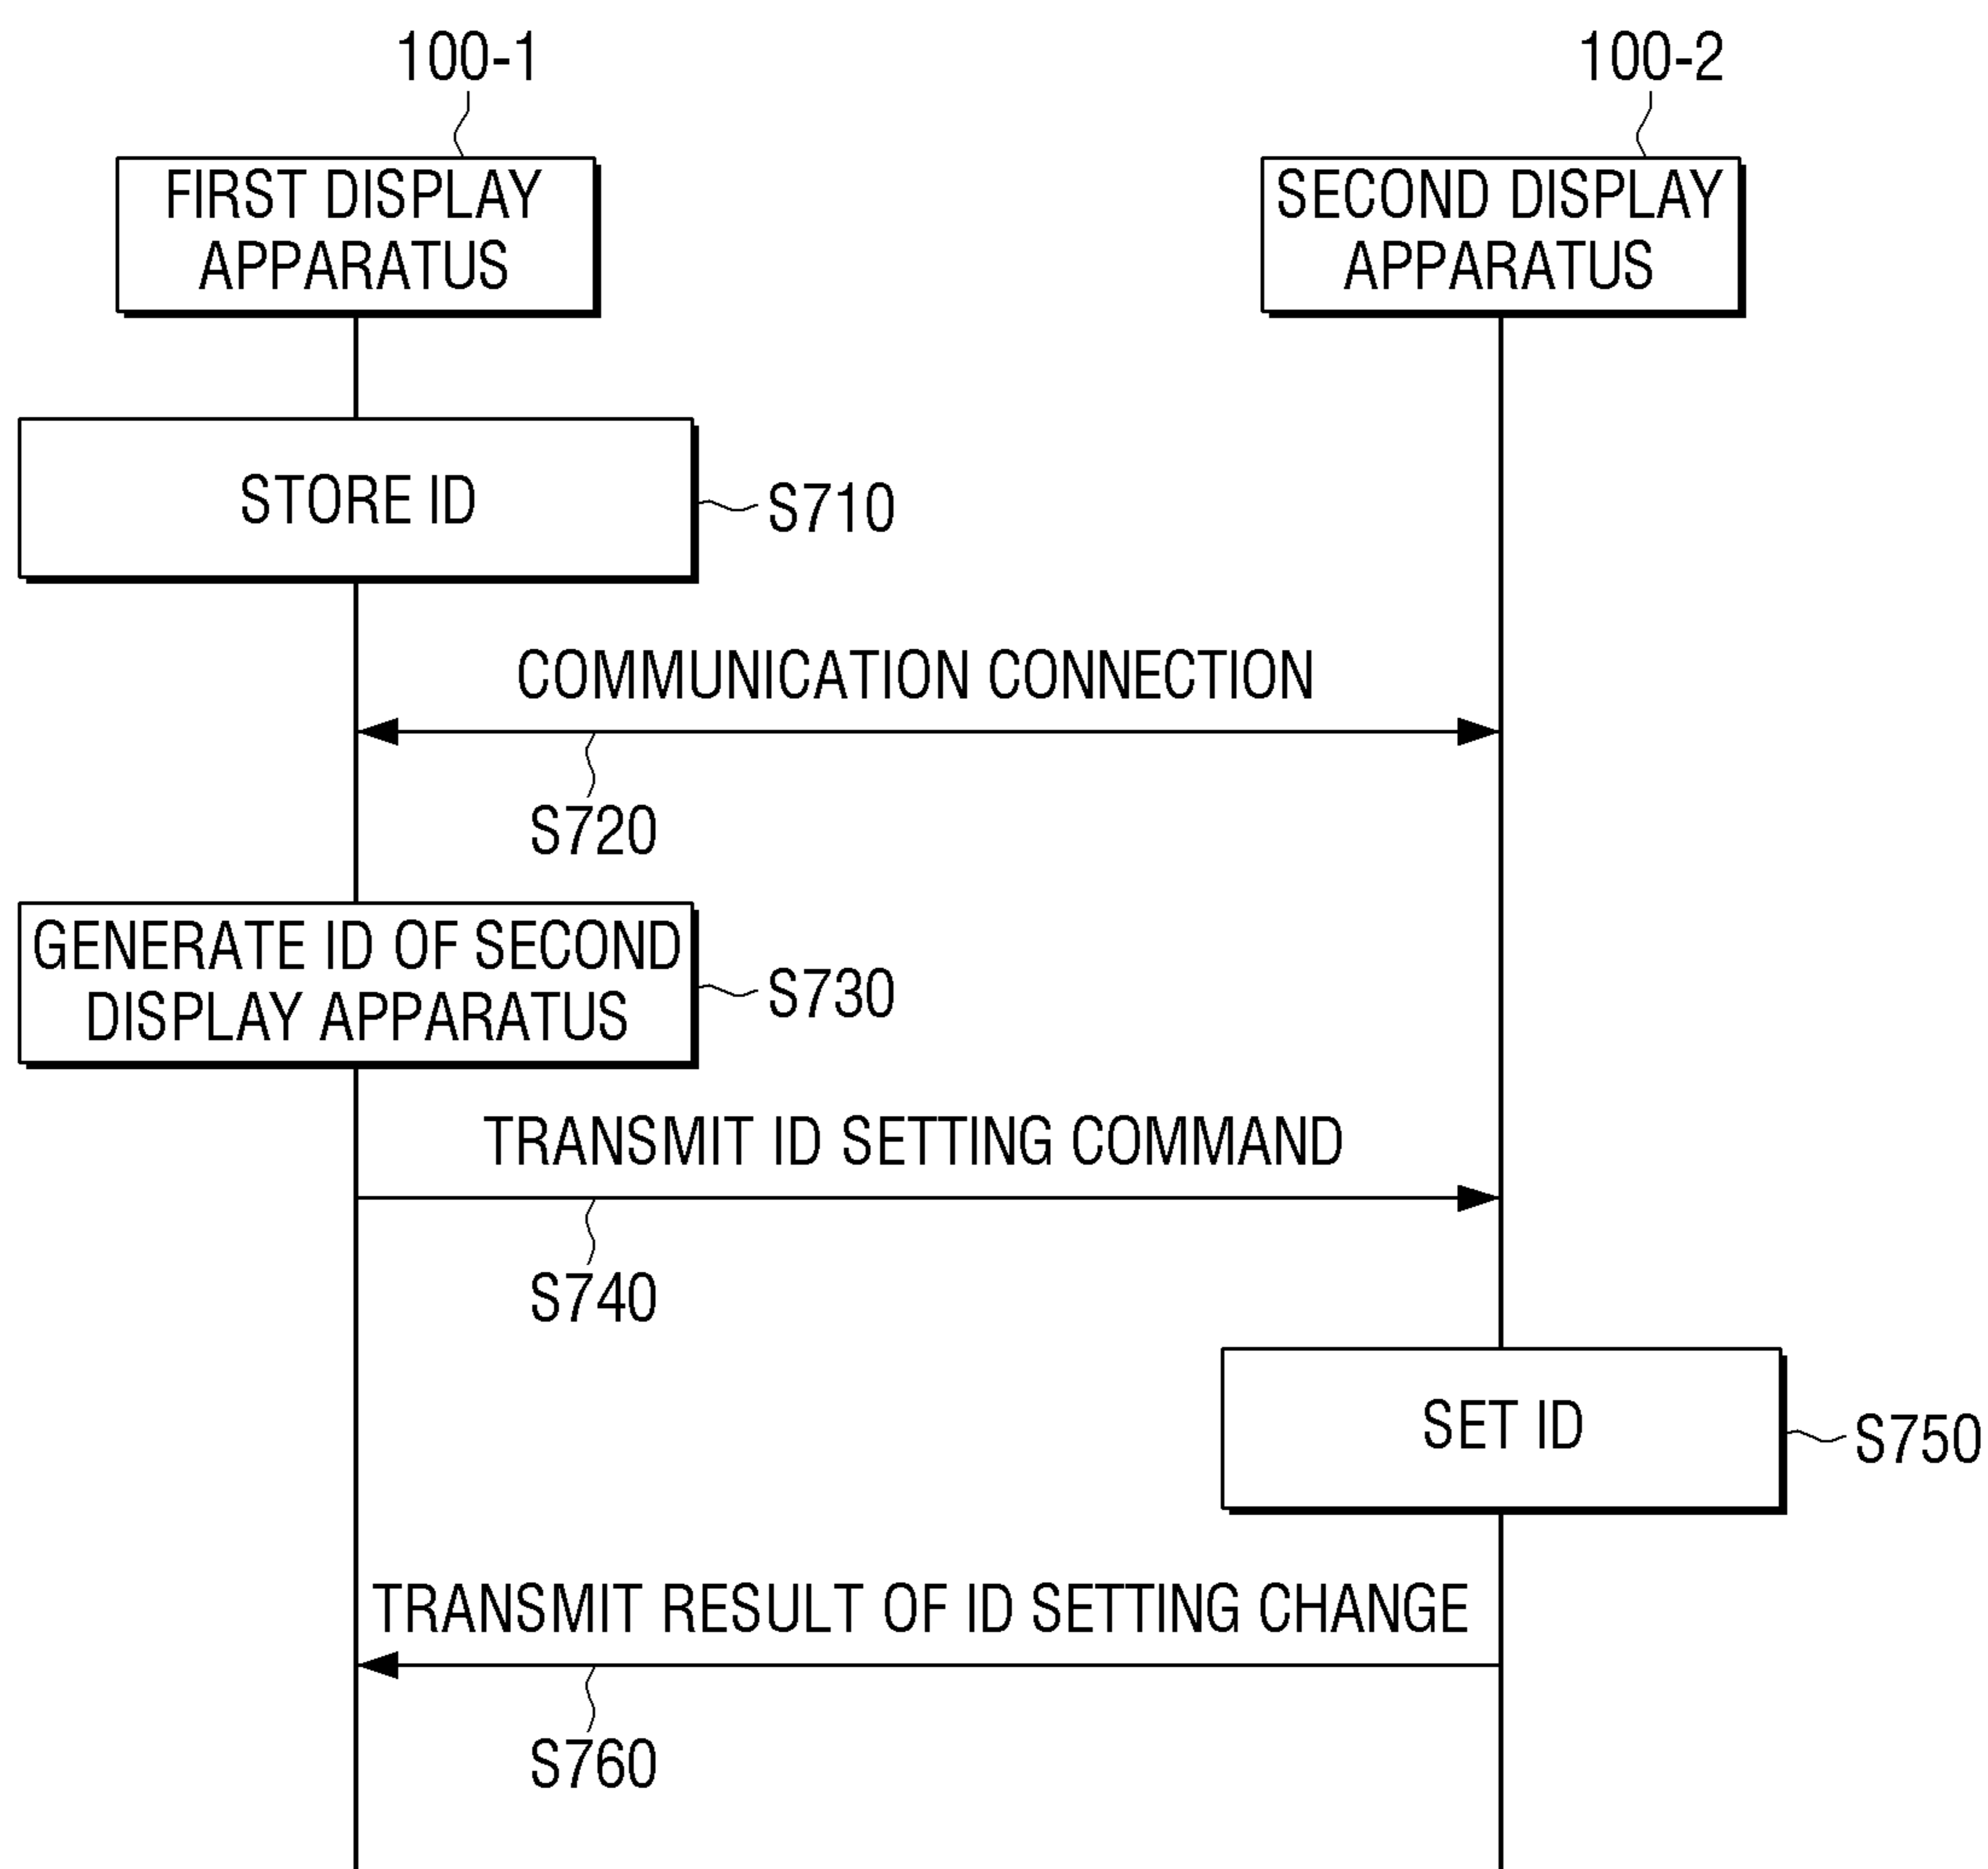 100-1
100-2
FIRST DISPLAY
APPARATUS
SECOND DISPLAY
APPARATUS
STORE ID
S710
COMMUNICATION CONNECTION
S720
GENERATE ID OF SECOND
DISPLAY APPARATUS
S730
TRANSMIT ID SETTING COMMAND
S740
SET ID
S750
TRANSMIT RESULT OF ID SETTING CHANGE
S760